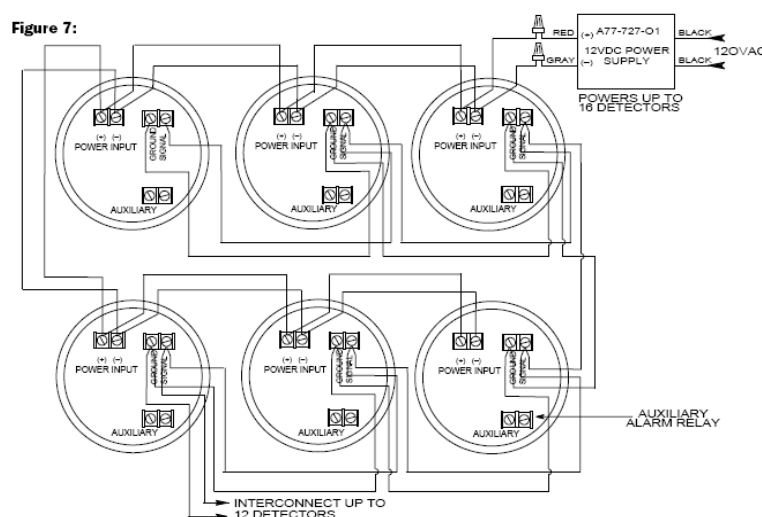 Figure 7:
RED (+) A77-727-O1 BLACK
12OVAC
GRAY (–) 12VDC POWER SUPPLY BLACK
POWERS UP TO
16 DETECTORS
(+) (–)
POWER INPUT
GROUND
SIGNAL
AUXILIARY
(+) (–)
POWER INPUT
GROUND
SIGNAL
AUXILIARY
(+) (–)
POWER INPUT
GROUND
SIGNAL
AUXILIARY
(+) (–)
POWER INPUT
GROUND
SIGNAL
AUXILIARY
(+) (–)
POWER INPUT
GROUND
SIGNAL
AUXILIARY
(+) (–)
POWER INPUT
GROUND
SIGNAL
AUXILIARY
AUXILIARY
ALARM RELAY
INTERCONNECT UP TO
12 DETECTORS